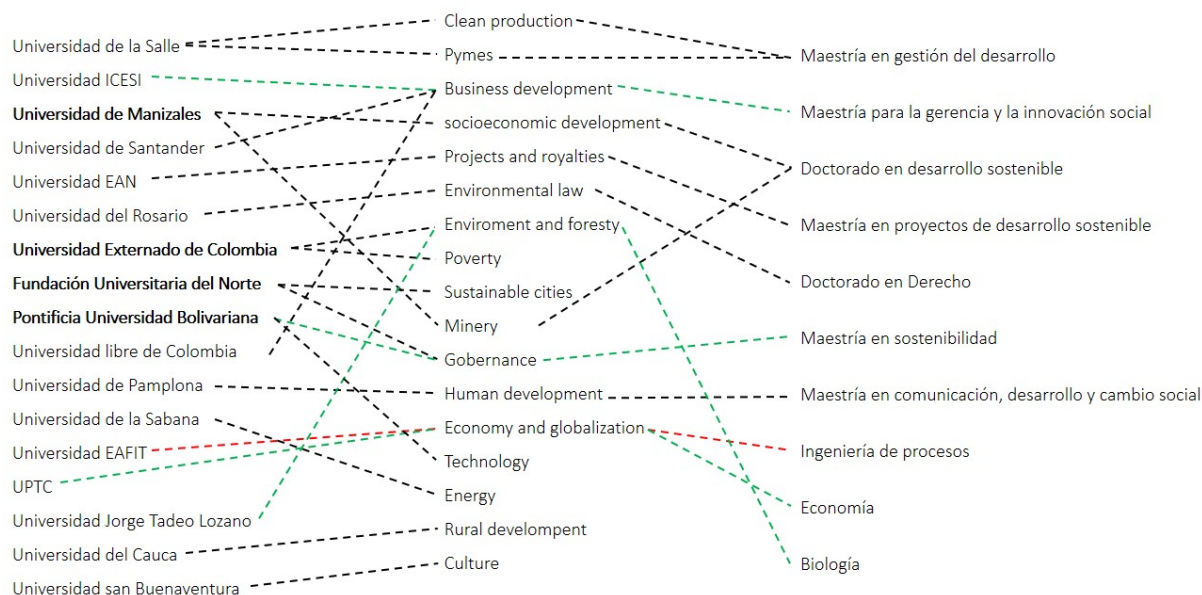 Universidad de la Salle
Universidad ICESI
Universidad de Manizales
Universidad de Santander
Universidad EAN
Universidad del Rosario
Universidad Externado de Colombia
Fundación Universitaria del Norte
Pontificia Universidad Bolivariana
Universidad libre de Colombia
Universidad de Pamplona
Universidad de la Sabana
Universidad EAFIT
UPTC
Universidad Jorge Tadeo Lozano
Universidad del Cauca
Universidad san Buenaventura
Clean production
Pymes
Business development
socioeconomic development
Projects and royalties
Environmental law
Enviroment and foresty
Poverty
Sustainable cities
Minery
Gobernance
Human development
Economy and globalization
Technology
Energy
Rural develompent
Culture
Maestría en gestión del desarrollo
Maestría para la gerencia y la innovación social
Doctorado en desarrollo sostenible
Maestría en proyectos de desarrollo sostenible
Doctorado en Derecho
Maestría en sostenibilidad
Maestría en comunicación, desarrollo y cambio social
Ingeniería de procesos
Economía
Biología